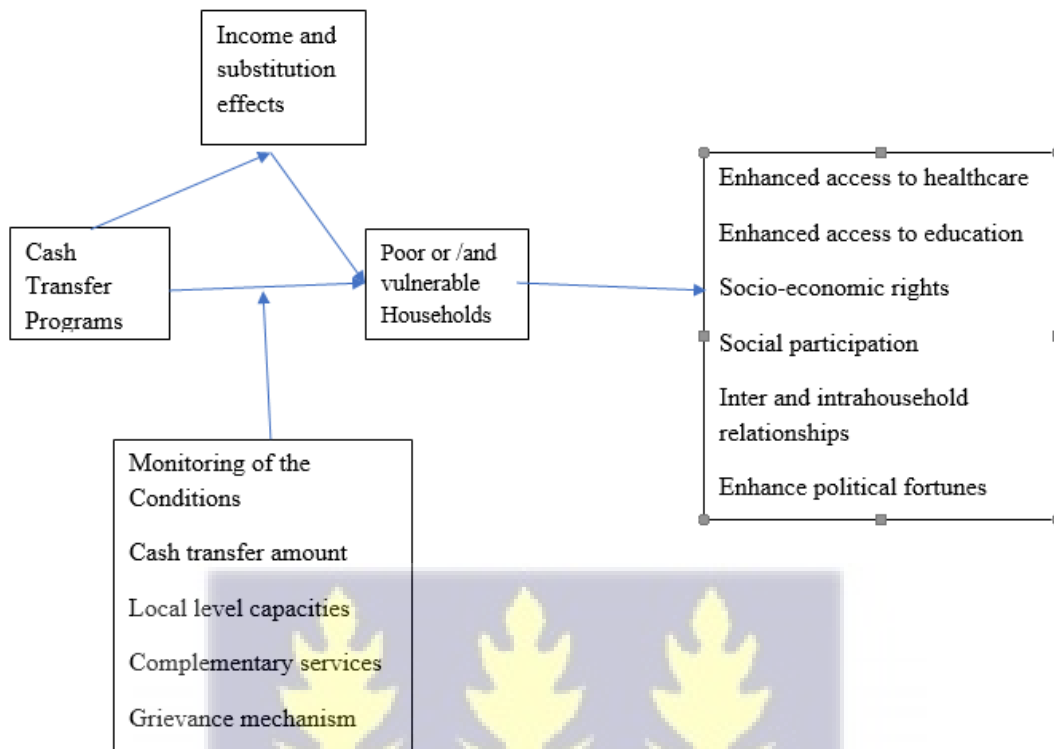 Income and
substitution
effects
Cash
Transfer
Programs
Poor or /and
vulnerable
Households
Enhanced access to healthcare
Enhanced access to education
Socio-economic rights
Social participation
Inter and intrahousehold
relationships
Enhance political fortunes
Monitoring of the
Conditions
Cash transfer amount
Local level capacities
Complementary services
Grievance mechanism